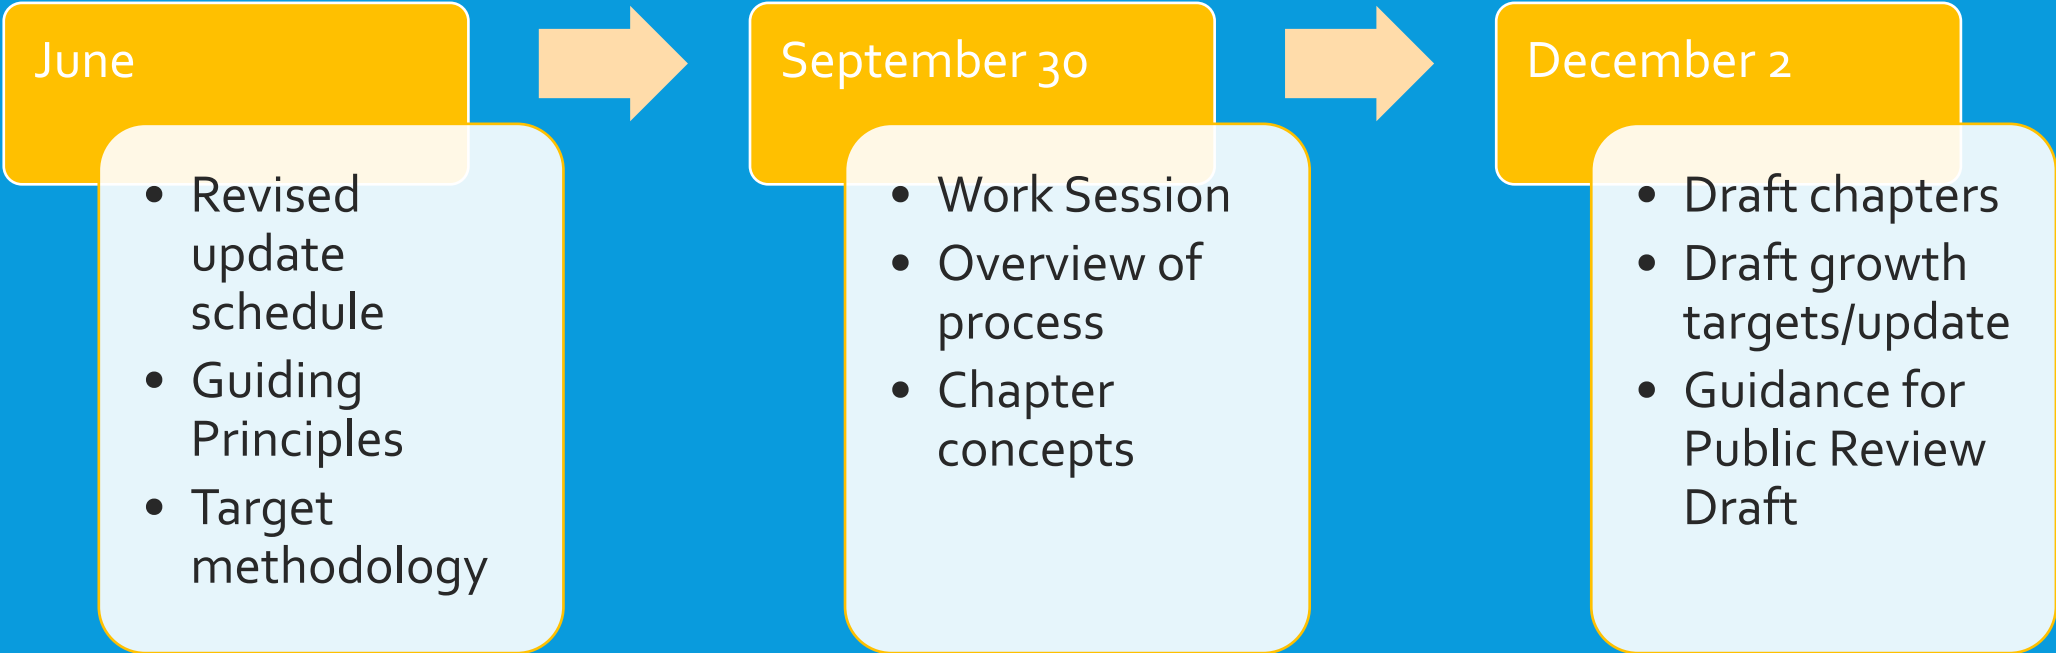 June
• Revised
update
schedule
• Guiding
Principles
• Target
methodology
September 30
• Work Session
• Overview of
process
• Chapter
concepts
December 2
• Draft chapters
• Draft growth
targets/update
• Guidance for
Public Review
Draft